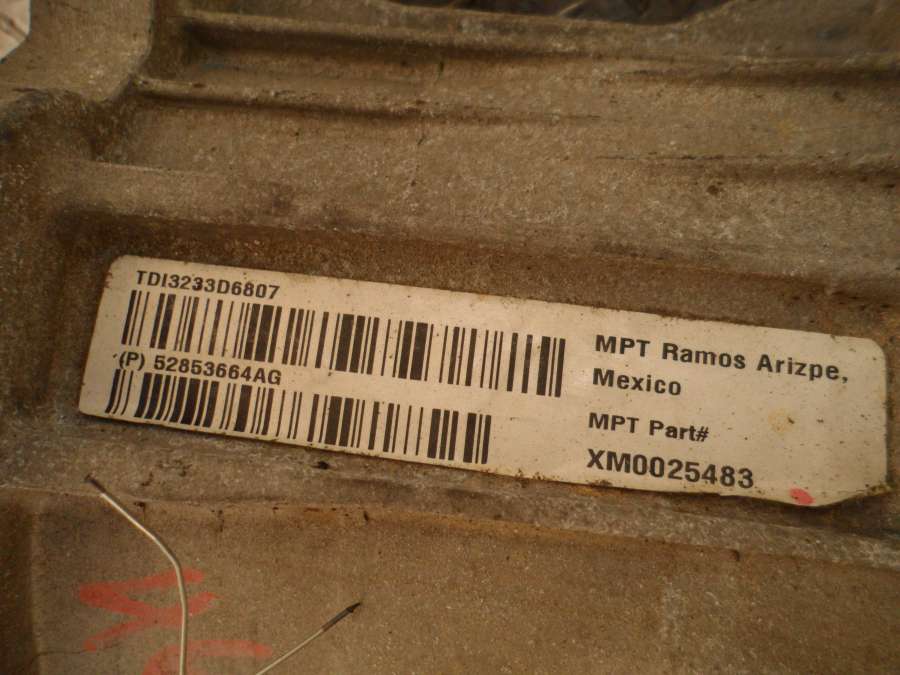 TDI3233D6807
(P) 52853664AG
MPT Ramos Arizpe,
Mexico
MPT Part#
XM0025483